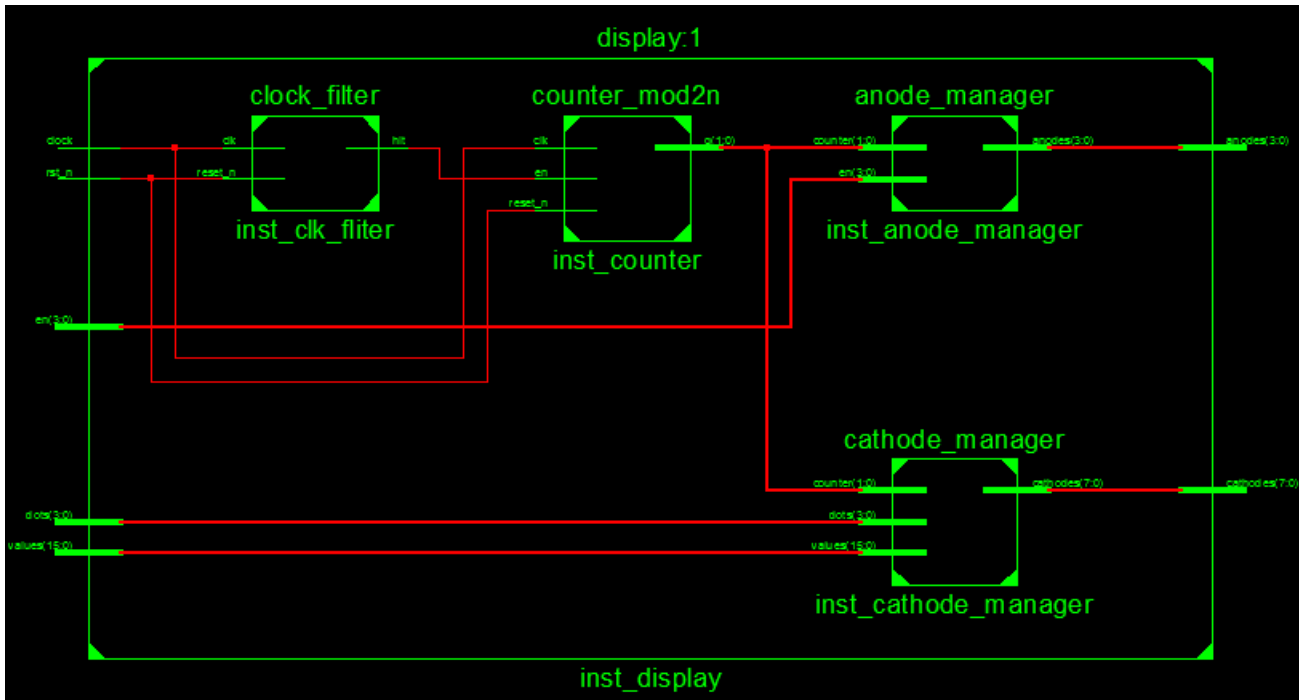 display:1
clock_filter
counter_mod2n
anode_manager
clock
clk
hilt
clk
q(1:0)
counter(1:0)
anodes(3:0)
anodes(3:0)
rst_n
reset_n
en
en(3:0)
reset_n
inst_clk_fliter
inst_anode_manager
inst_counter
en(3:0)
cathode_manager
counter(1:0)
cathodes(7:0)
cathodes(7:0)
dots(3:0)
dots(3:0)
values(15:0)
values(15:0)
inst_cathode_manager
inst_display